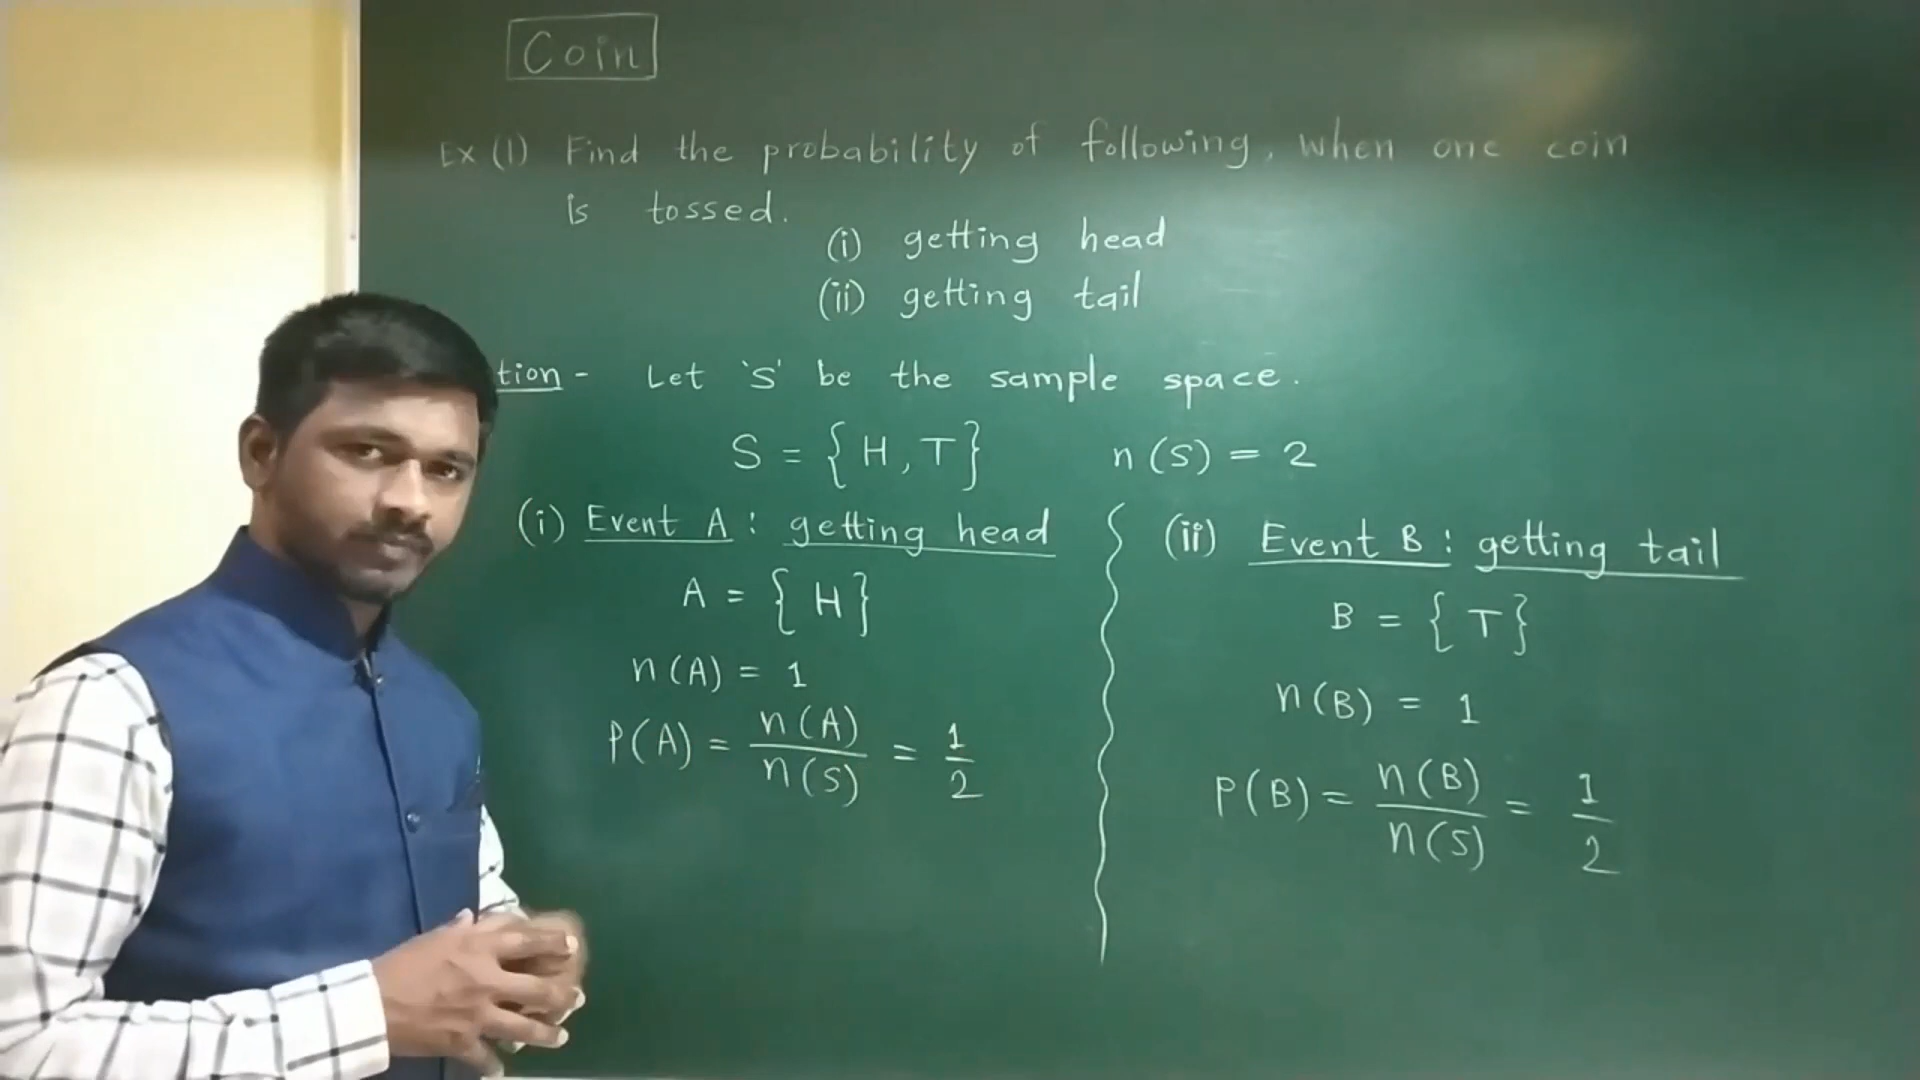 Coin
Ex (1) Find the probability of following, when one coin
is tossed.
(i) getting head
(ii) getting tail
tion - Let 'S' be the sample space.
S = {H, T} n(S) = 2
(i) Event A : getting head
A = {H}
n(A) = 1
P(A) = n(A)/n(S) = 1/2
(ii) Event B : getting tail
B = {T}
n(B) = 1
P(B) = n(B)/n(S) = 1/2